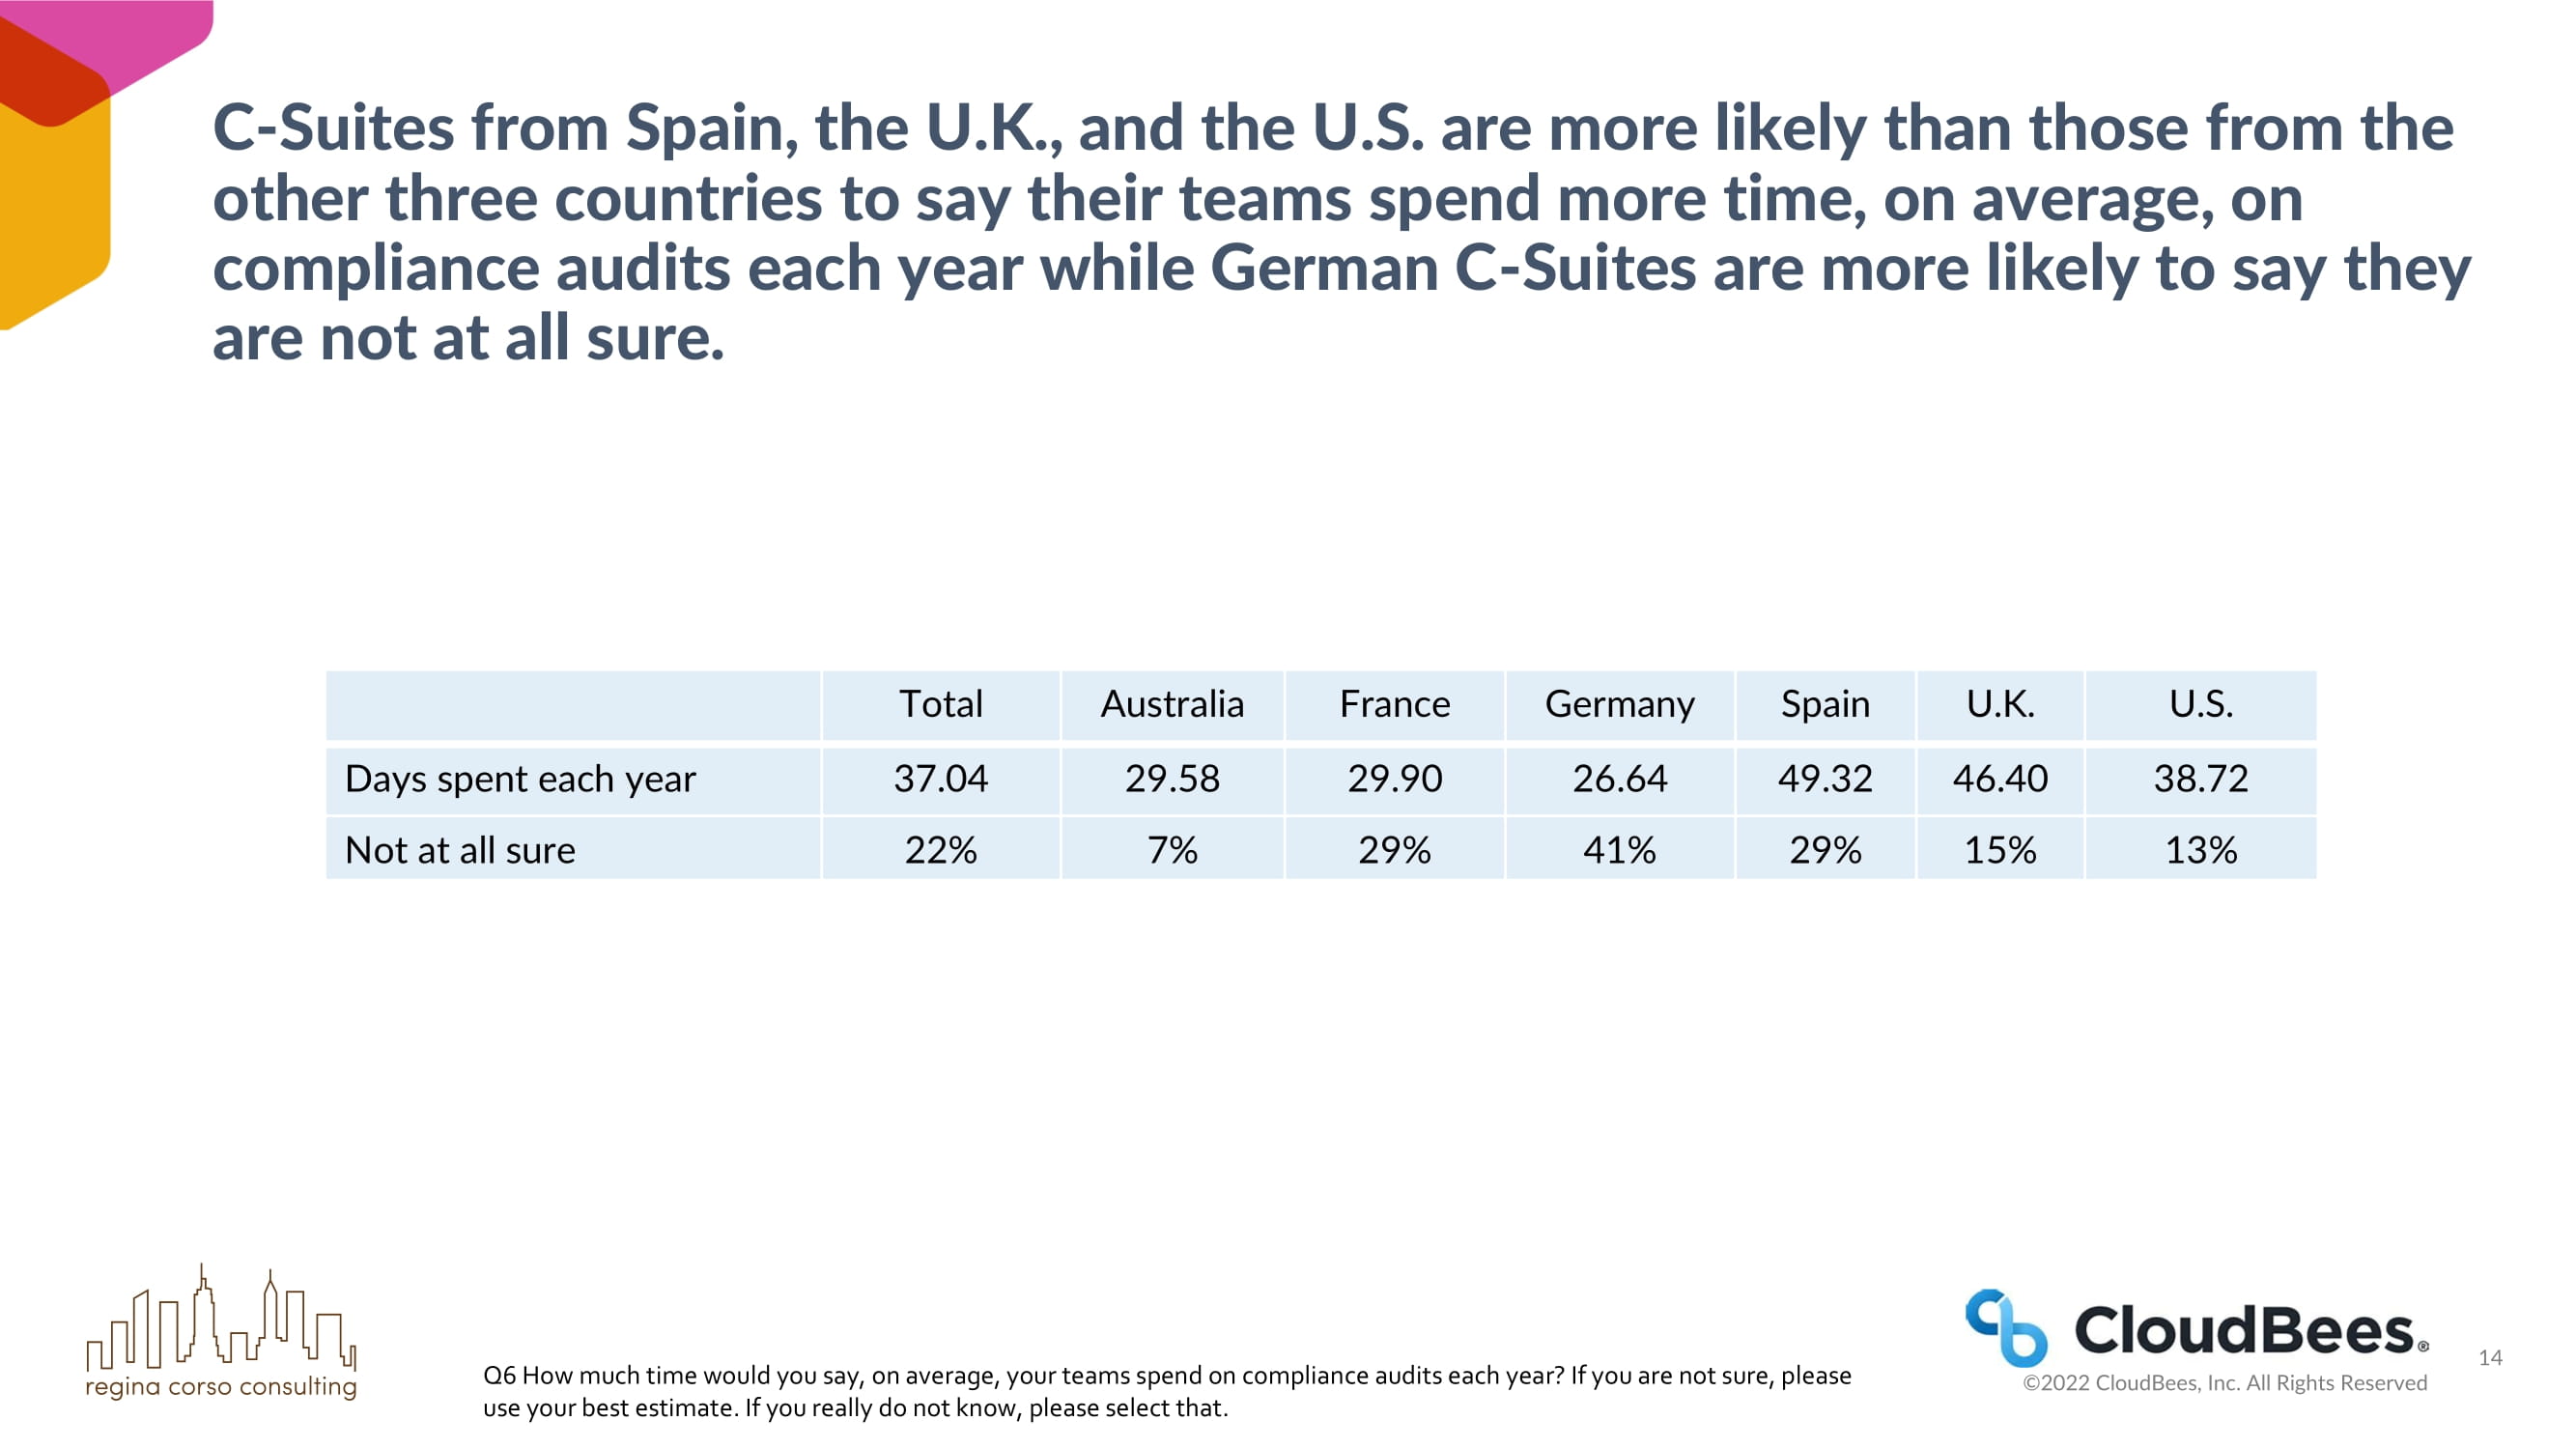 C-Suites from Spain, the U.K., and the U.S. are more likely than those from the
other three countries to say their teams spend more time, on average, on
compliance audits each year while German C-Suites are more likely to say they
are not at all sure.
Total Australia France Germany Spain U.K. U.S.
Days spent each year 37.04 29.58 29.90 26.64 49.32 46.40 38.72
Not at all sure 22% 7% 29% 41% 29% 15% 13%
regina corso consulting
Q6 How much time would you say, on average, your teams spend on compliance audits each year? If you are not sure, please
use your best estimate. If you really do not know, please select that.
CloudBees®
©2022 CloudBees, Inc. All Rights Reserved
14